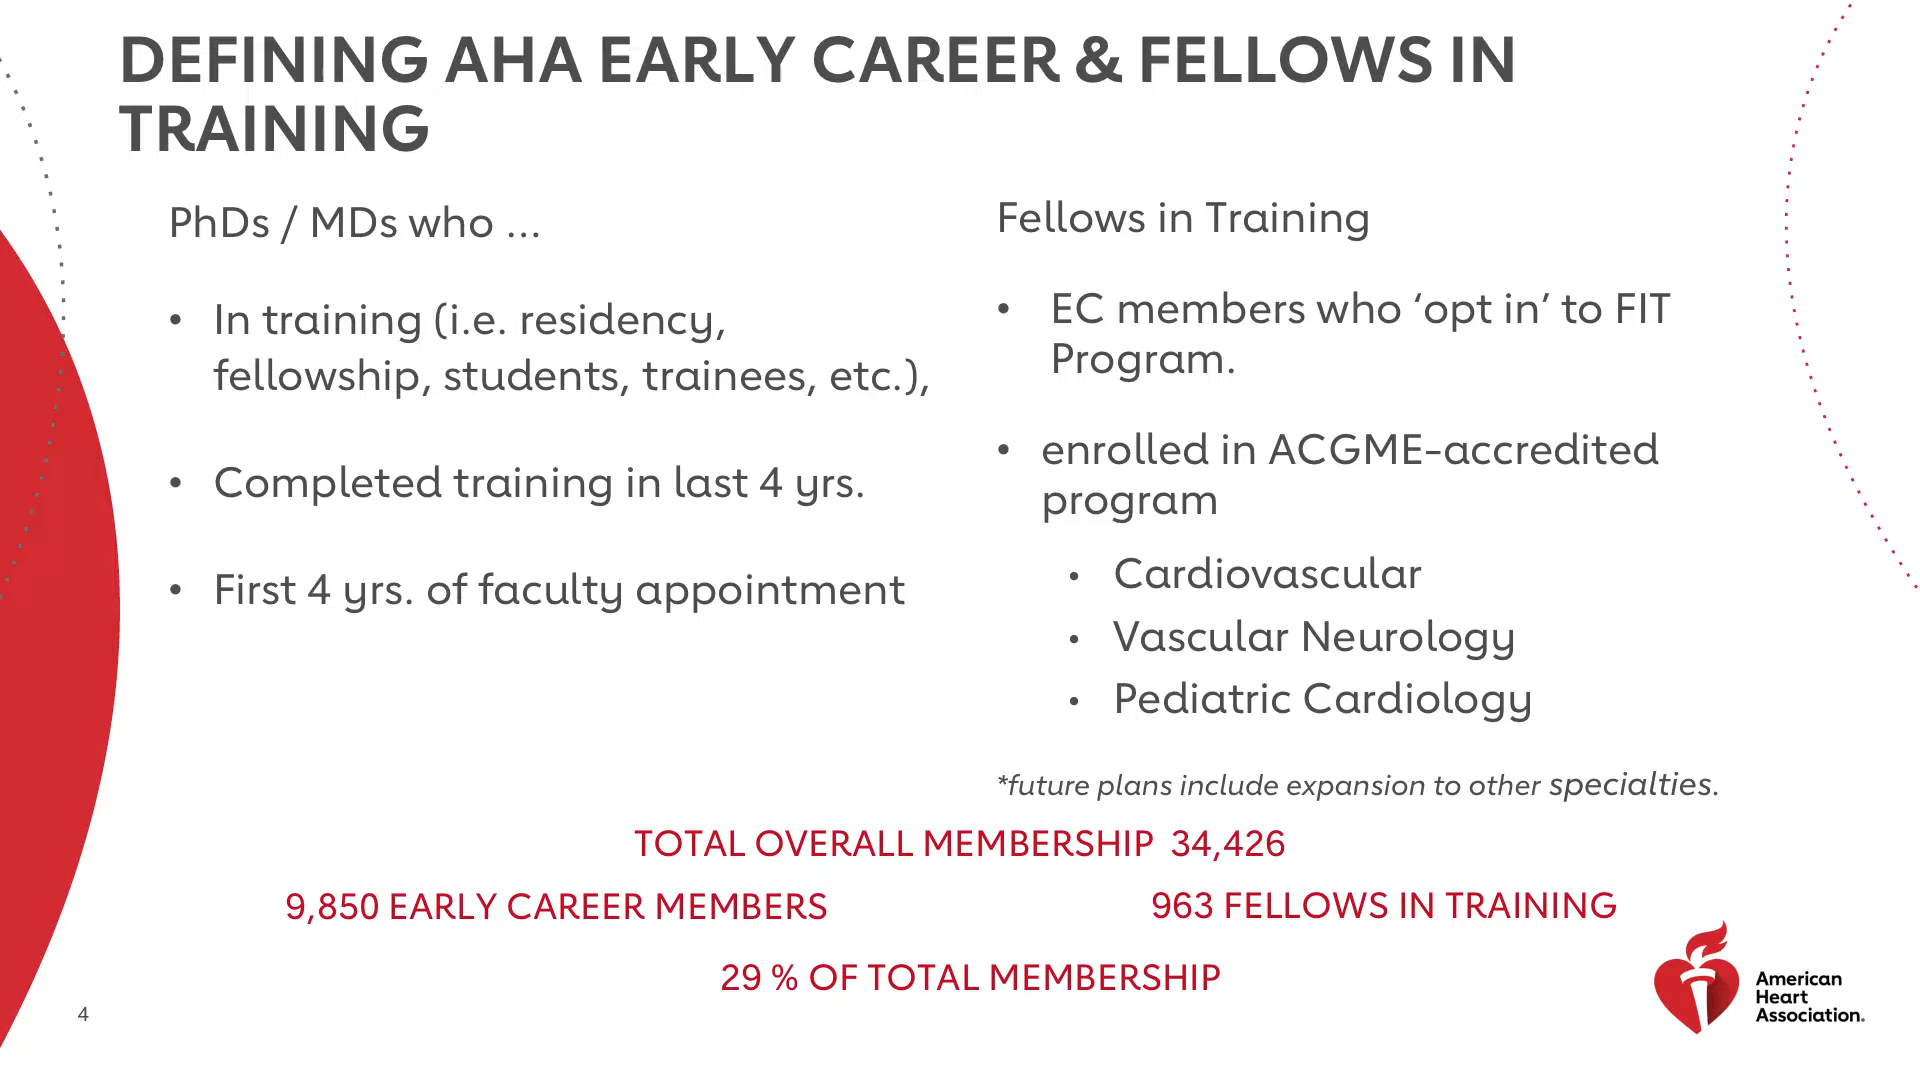 DEFINING AHA EARLY CAREER & FELLOWS IN
TRAINING
PhDs / MDs who ...
• In training (i.e. residency,
fellowship, students, trainees, etc.),
• Completed training in last 4 yrs.
• First 4 yrs. of faculty appointment
Fellows in Training
• EC members who ‘opt in’ to FIT
Program.
• enrolled in ACGME-accredited
program
• Cardiovascular
• Vascular Neurology
• Pediatric Cardiology
*future plans include expansion to other specialties.
TOTAL OVERALL MEMBERSHIP 34,426
9,850 EARLY CAREER MEMBERS
963 FELLOWS IN TRAINING
29 % OF TOTAL MEMBERSHIP
4
American
Heart
Association.